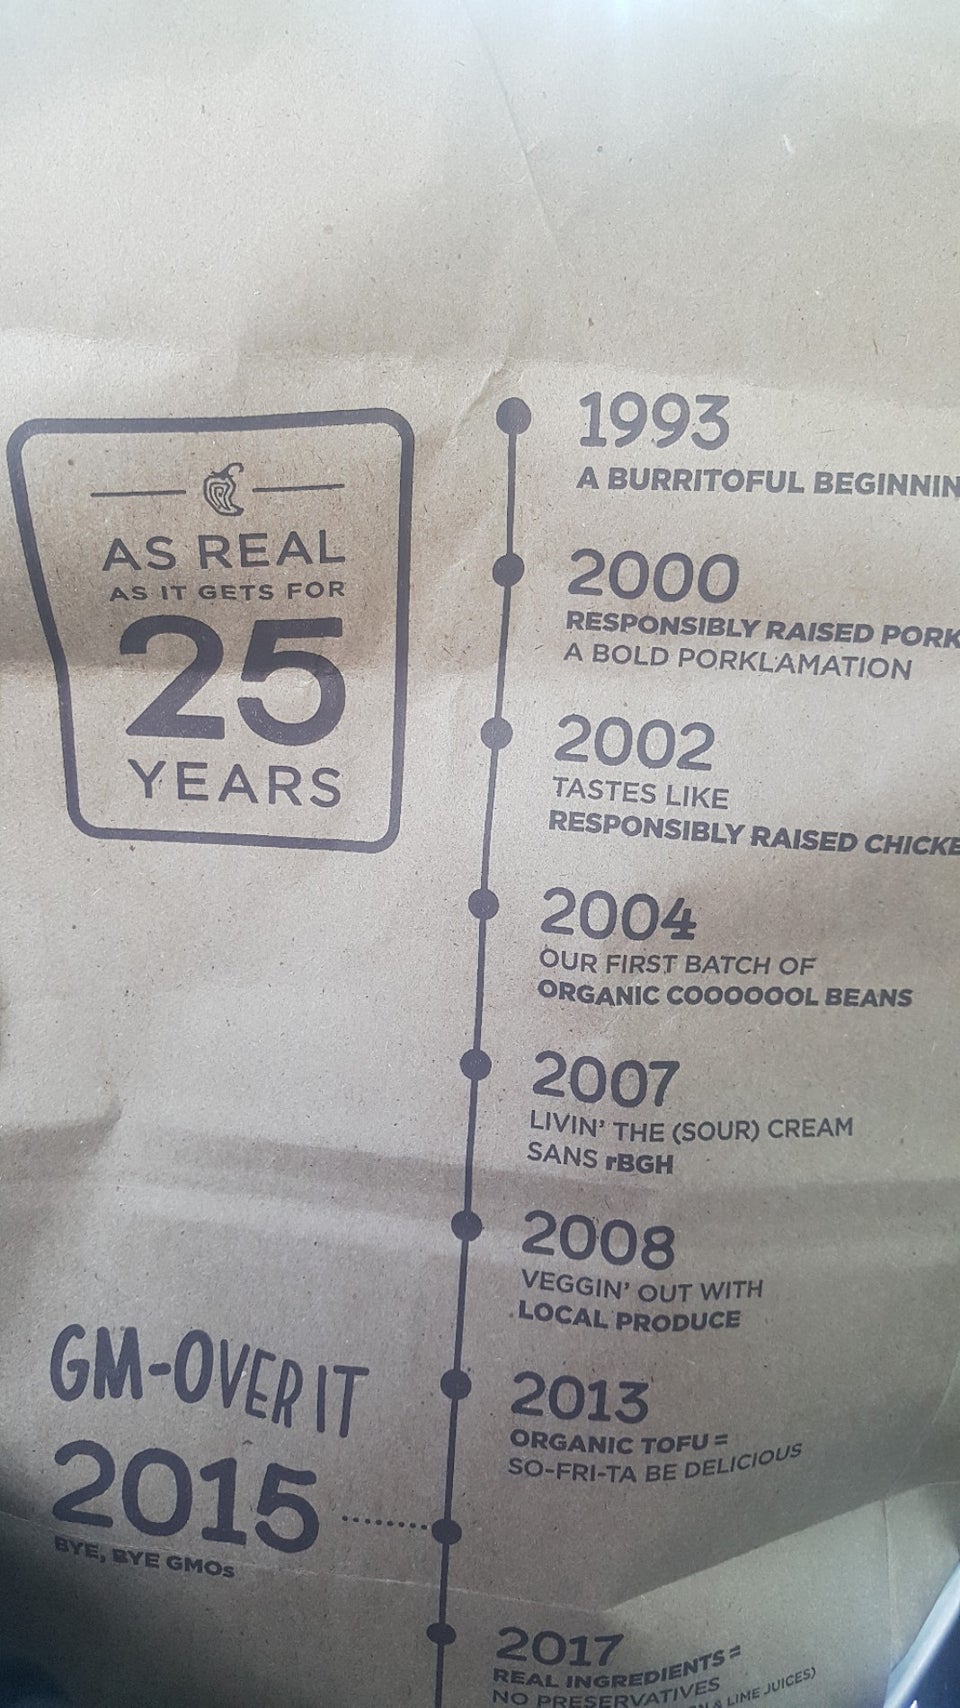 AS REAL
AS IT GETS FOR
25
YEARS
1993
A BURRITOFUL BEGINNIN
2000
RESPONSIBLY RAISED PORK
A BOLD PORKLAMATION
2002
TASTES LIKE
RESPONSIBLY RAISED CHICKE
2004
OUR FIRST BATCH OF
ORGANIC COOOOOOL BEANS
2007
LIVIN' THE (SOUR) CREAM
SANS rBGH
2008
VEGGIN' OUT WITH
LOCAL PRODUCE
2013
ORGANIC TOFU =
SO-FRI-TA BE DELICIOUS
GM-OVER IT
2015
BYE, BYE GMOs
2017
REAL INGREDIENTS =
NO PRESERVATIVES
& LIME JUICES)